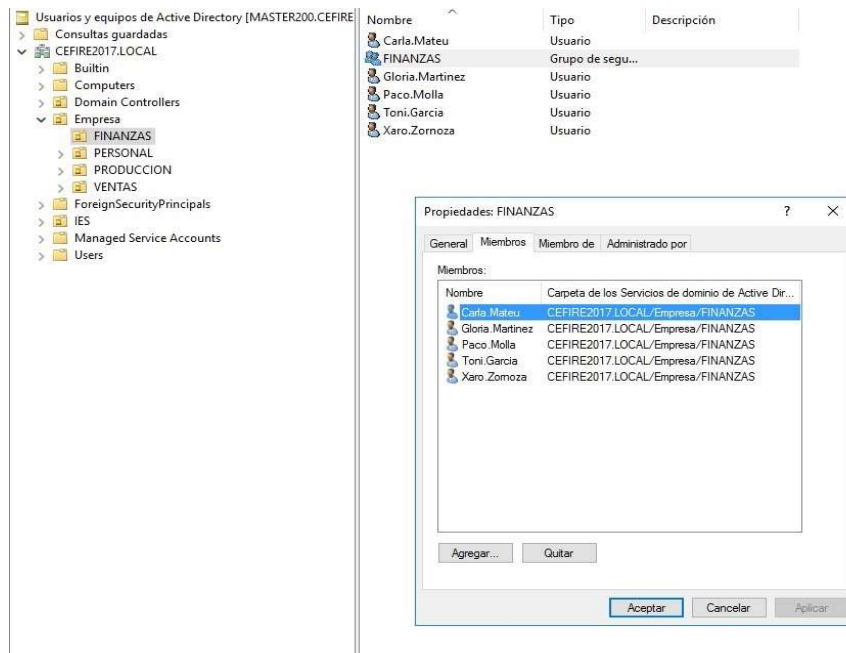 Usuarios y equipos de Active Directory [MASTER200.CEFIRE
Consultas guardadas
CEFIRE2017.LOCAL
Builtin
Computers
Domain Controllers
Empresa
FINANZAS
PERSONAL
PRODUCCION
VENTAS
ForeignSecurityPrincipals
IES
Managed Service Accounts
Users
Nombre Tipo Descripción
Carla.Mateu Usuario
FINANZAS Grupo de segu...
Gloria.Martinez Usuario
Paco.Molla Usuario
Toni.Garcia Usuario
Xaro.Zornoza Usuario
Propiedades: FINANZAS ? X
General Miembros Miembro de Administrado por
Miembros:
Nombre Carpeta de los Servicios de dominio de Active Dir...
Carla.Mateu CEFIRE2017.LOCAL/Empresa/FINANZAS
Gloria.Martinez CEFIRE2017.LOCAL/Empresa/FINANZAS
Paco.Molla CEFIRE2017.LOCAL/Empresa/FINANZAS
Toni.Garcia CEFIRE2017.LOCAL/Empresa/FINANZAS
Xaro.Zornoza CEFIRE2017.LOCAL/Empresa/FINANZAS
Agregar... Quitar
Aceptar Cancelar Aplicar